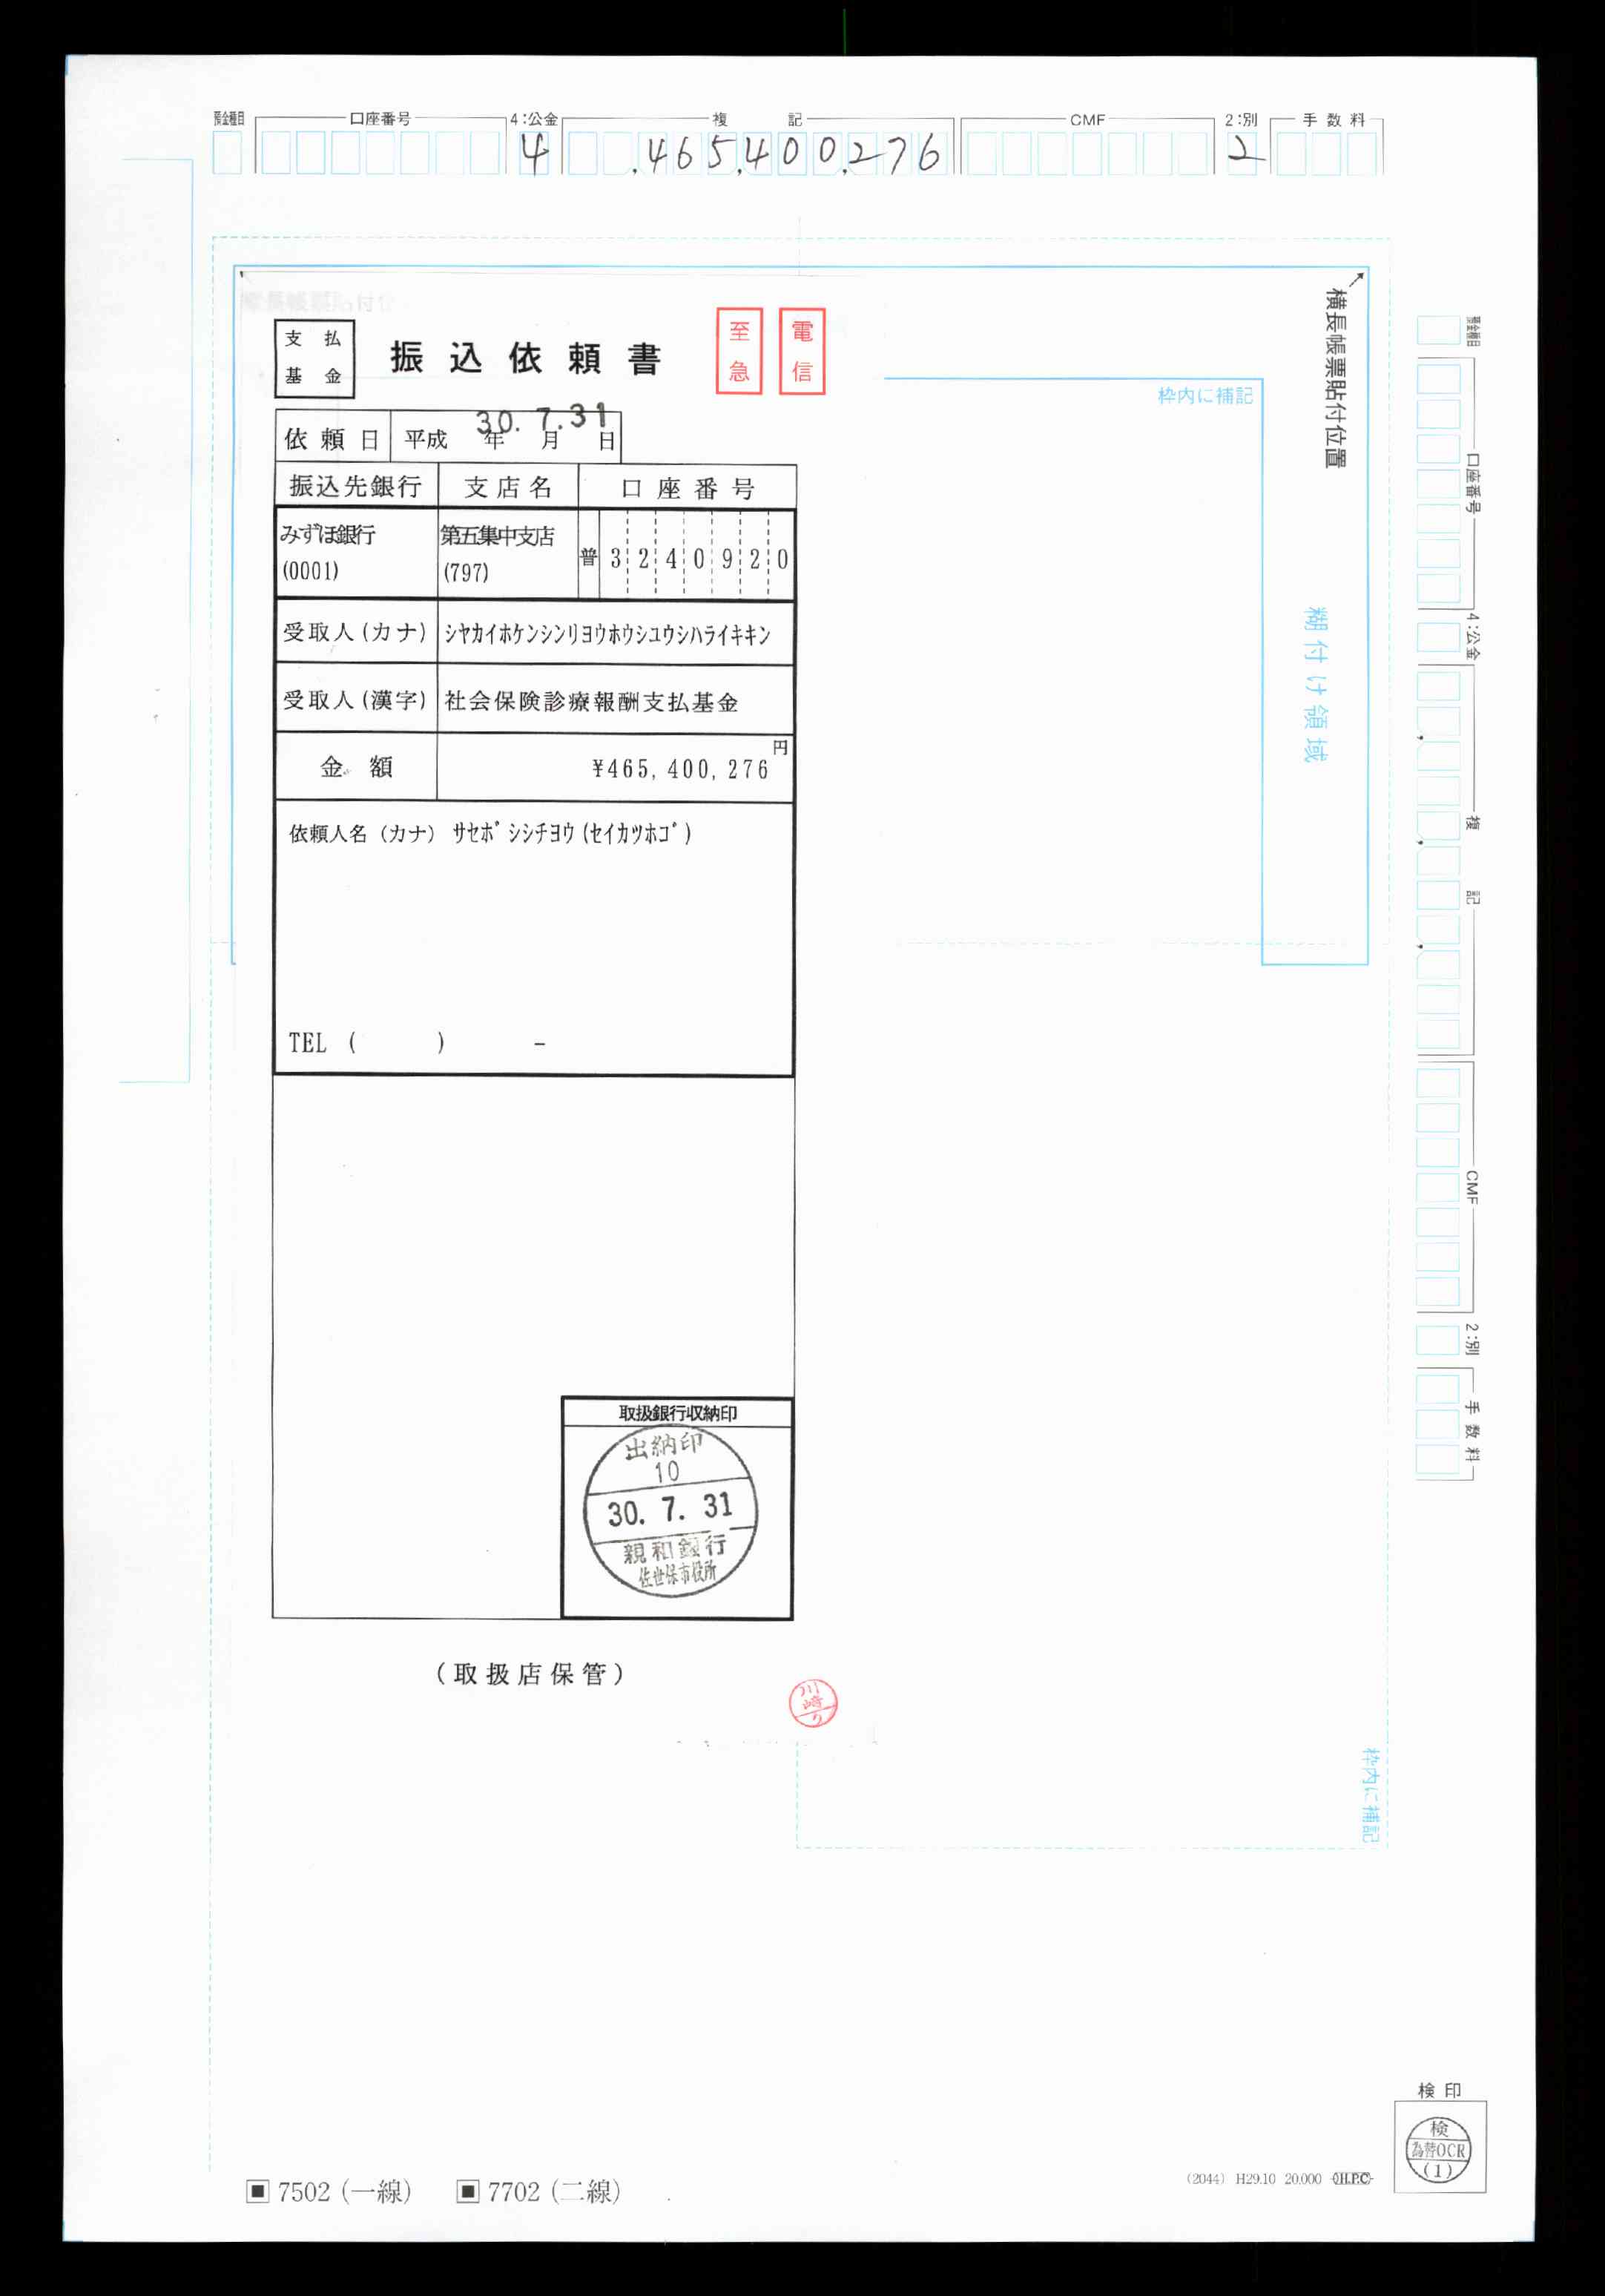 預金種目 口座番号 4:公金 複 記 CMF 2:別 手数料
4 465,400,276 2
横長帳票貼付位置
支払
基金
振込依頼書
至急
電信
枠内に補記
依頼日 平成 年 月 日
30.7.31
振込先銀行 支店名 口座番号
みずほ銀行 第五集中支店 普 3 2 4 0 9 2 0
(0001) (797)
受取人(カナ) シヤカイホケンシンリヨウホウシユウシハライキキン
受取人(漢字) 社会保険診療報酬支払基金
金額 ¥465,400,276 円
依頼人名(カナ) サセボシシチヨウ(セイカツホゴ)
TEL ( ) -
糊付け領域
取扱銀行収納印
出納印
10
30. 7. 31
親和銀行
佐世保市役所
(取扱店保管)
川崎
預金種目 口座番号 4:公金 複 記 CMF 2:別 手数料
枠内に補記
検印
検
為替OCR
(1)
7502(一線) 7702(二線)
(2044) H29.10 20.000